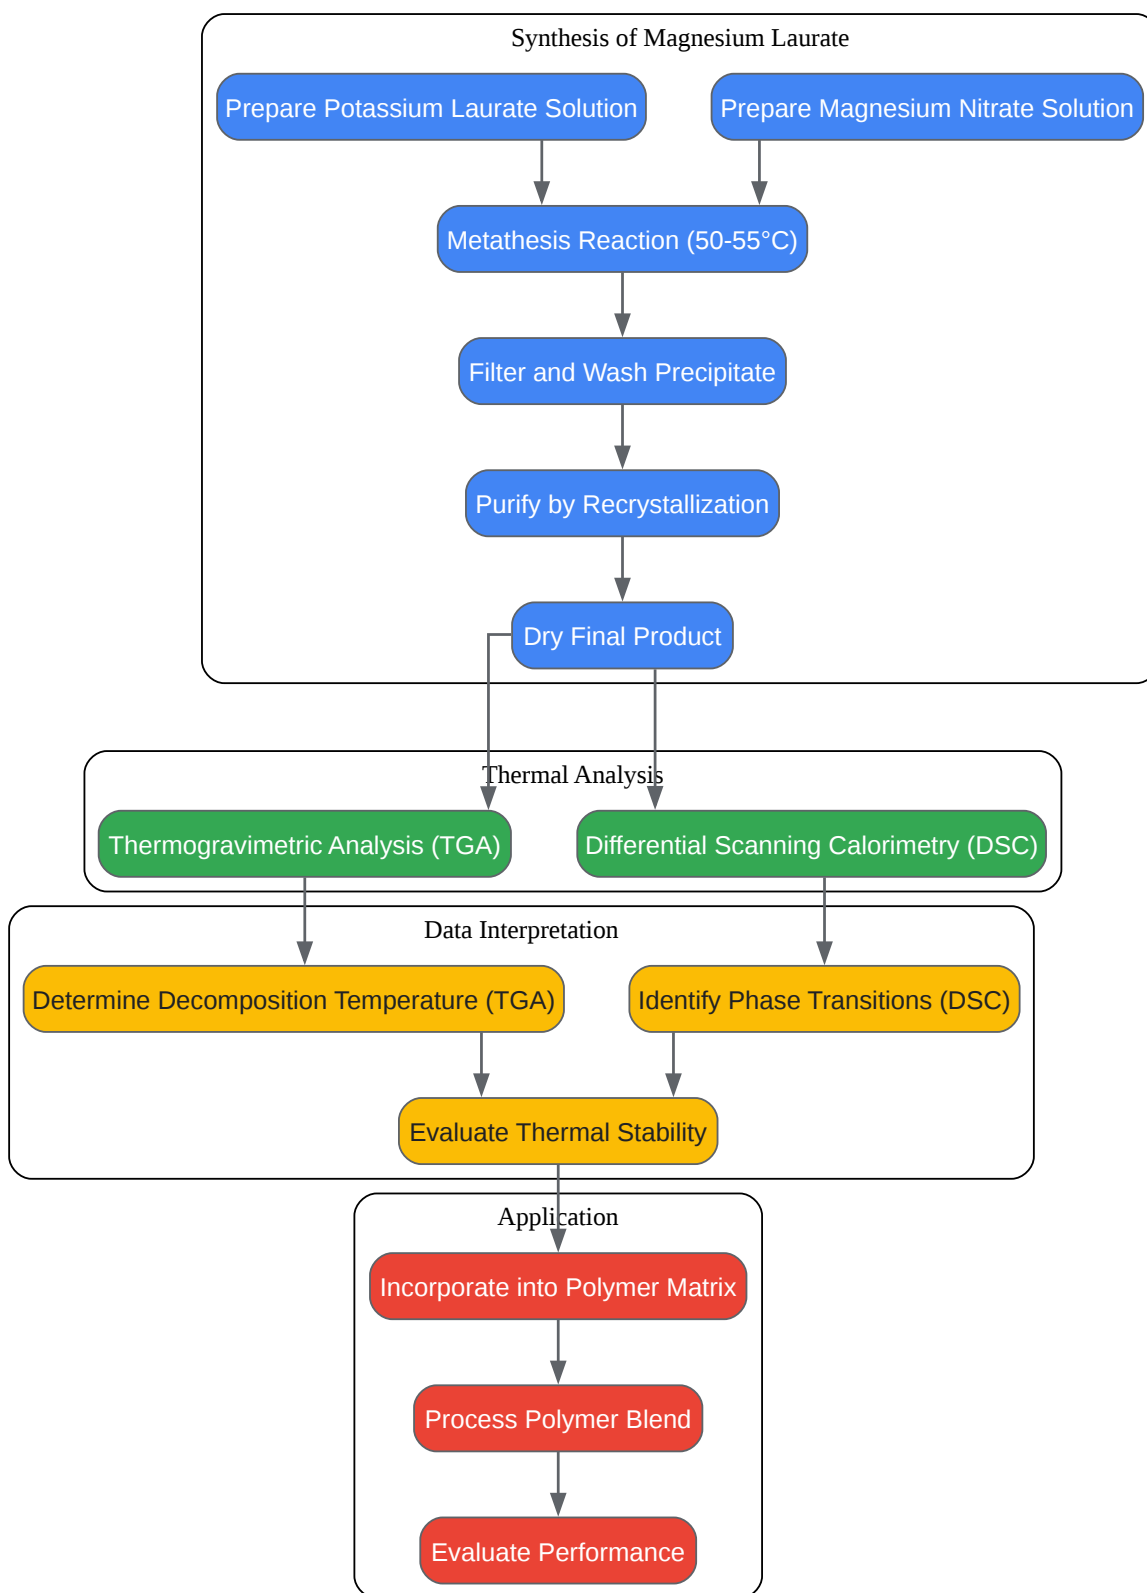 Synthesis of Magnesium Laurate
Prepare Potassium Laurate Solution
Prepare Magnesium Nitrate Solution
Metathesis Reaction (50-55°C)
Filter and Wash Precipitate
Purify by Recrystallization
Dry Final Product
Thermal Analysis
Thermogravimetric Analysis (TGA)
Differential Scanning Calorimetry (DSC)
Data Interpretation
Determine Decomposition Temperature (TGA)
Identify Phase Transitions (DSC)
Evaluate Thermal Stability
Application
Incorporate into Polymer Matrix
Process Polymer Blend
Evaluate Performance